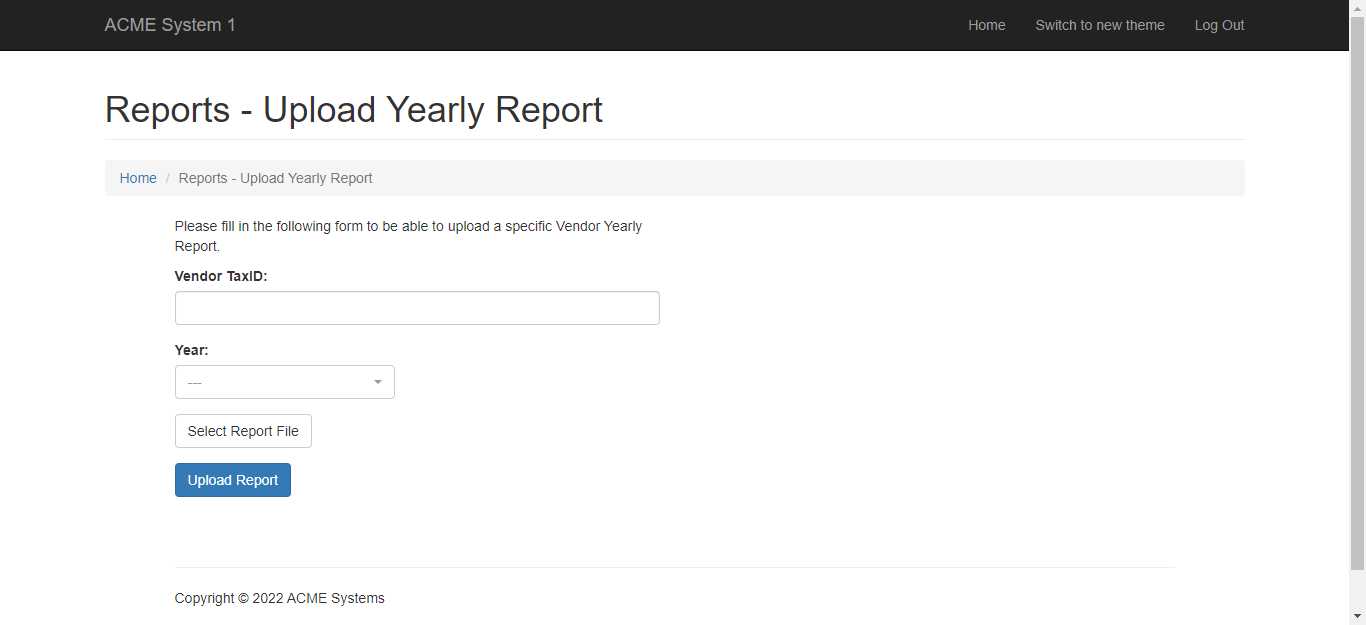 ACME System 1
Home
Switch to new theme
Log Out
Reports - Upload Yearly Report
Home / Reports - Upload Yearly Report
Please fill in the following form to be able to upload a specific Vendor Yearly
Report.
Vendor TaxID:
Year:
---
Select Report File
Upload Report
Copyright © 2022 ACME Systems